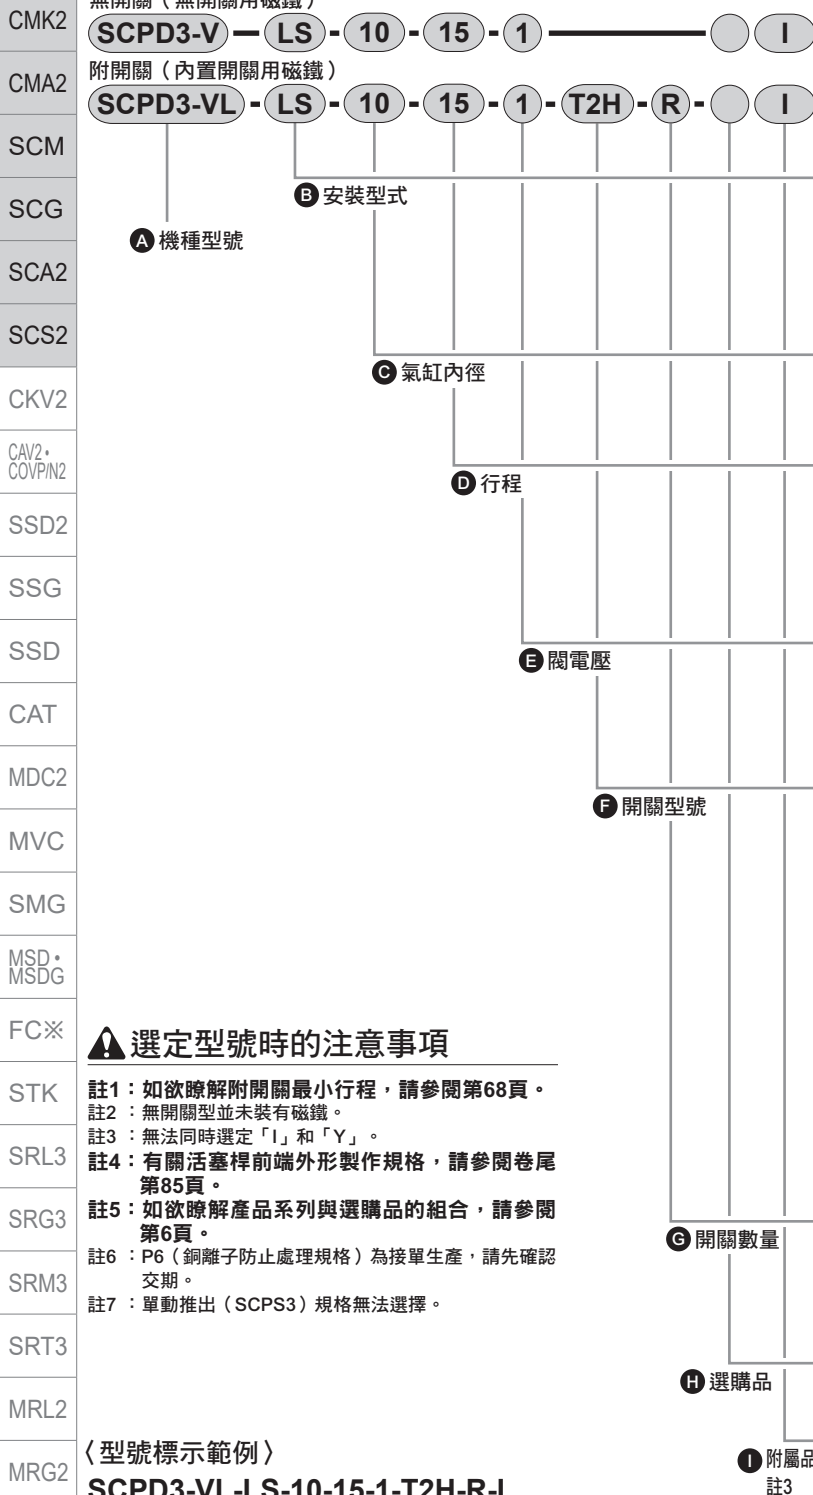 無開關（無開關用磁鐵）
SCPD3-V — LS - 10 - 15 - 1 — I
附開關（內置開關用磁鐵）
SCPD3-VL - LS - 10 - 15 - 1 - T2H - R - I
B 安裝型式
A 機種型號
C 氣缸內徑
D 行程
E 閥電壓
F 開關型號
G 開關數量
H 選購品
I 附屬品
註3
CMK2
CMA2
SCM
SCG
SCA2
SCS2
CKV2
CAV2・
COVP/N2
SSD2
SSG
SSD
CAT
MDC2
MVC
SMG
MSD・
MSDG
FC※
STK
SRL3
SRG3
SRM3
SRT3
MRL2
MRG2
選定型號時的注意事項
註1：如欲瞭解附開關最小行程，請參閱第68頁。
註2：無開關型並未裝有磁鐵。
註3：無法同時選定「I」和「Y」。
註4：有關活塞桿前端外形製作規格，請參閱卷尾
第85頁。
註5：如欲瞭解產品系列與選購品的組合，請參閱
第6頁。
註6：P6（銅離子防止處理規格）為接單生產，請先確認
交期。
註7：單動推出（SCPS3）規格無法選擇。
〈型號標示範例〉
SCPD3-VL-LS-10-15-1-T2H-R-I